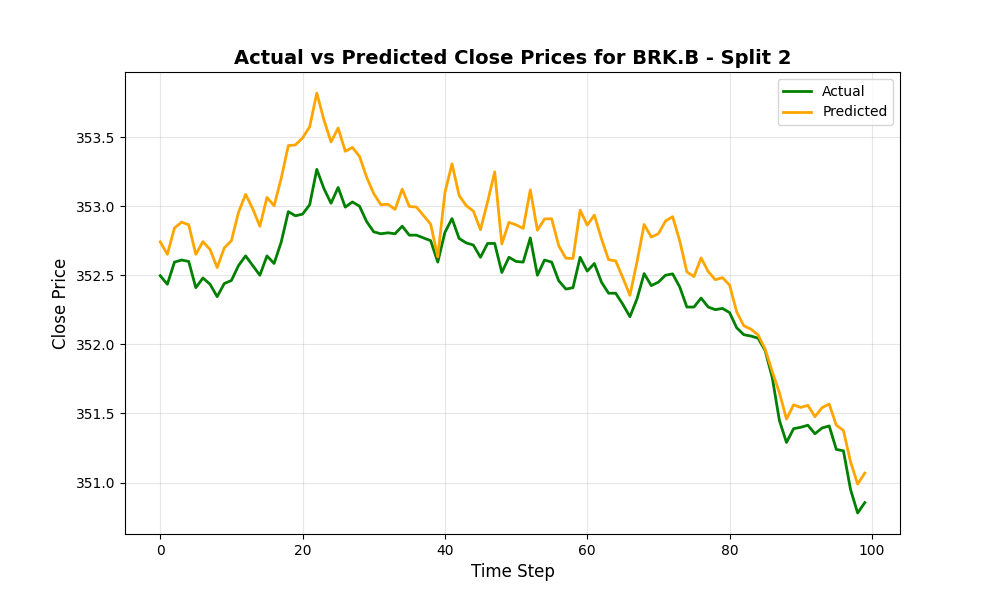 Actual vs Predicted Close Prices for BRK.B - Split 2
Actual
Predicted
353.5
353.0
352.5
352.0
351.5
351.0
Close Price
0 20 40 60 80 100
Time Step